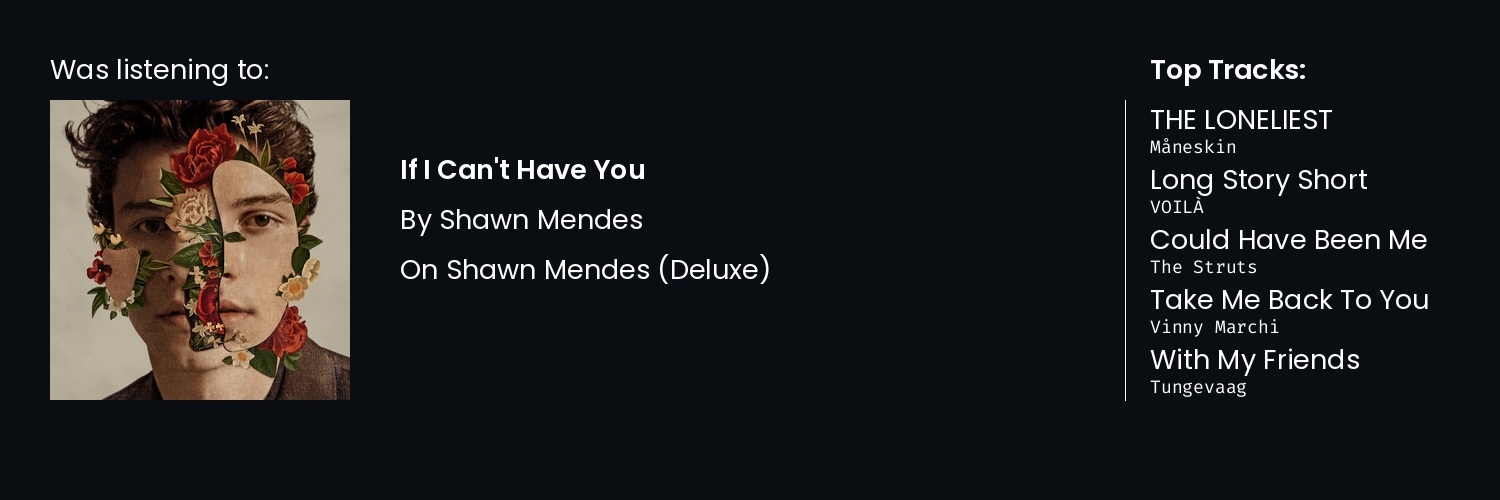 Was listening to:
If I Can't Have You
By Shawn Mendes
On Shawn Mendes (Deluxe)
Top Tracks:
THE LONELIEST
Måneskin
Long Story Short
VOILÀ
Could Have Been Me
The Struts
Take Me Back To You
Vinny Marchi
With My Friends
Tungevaag